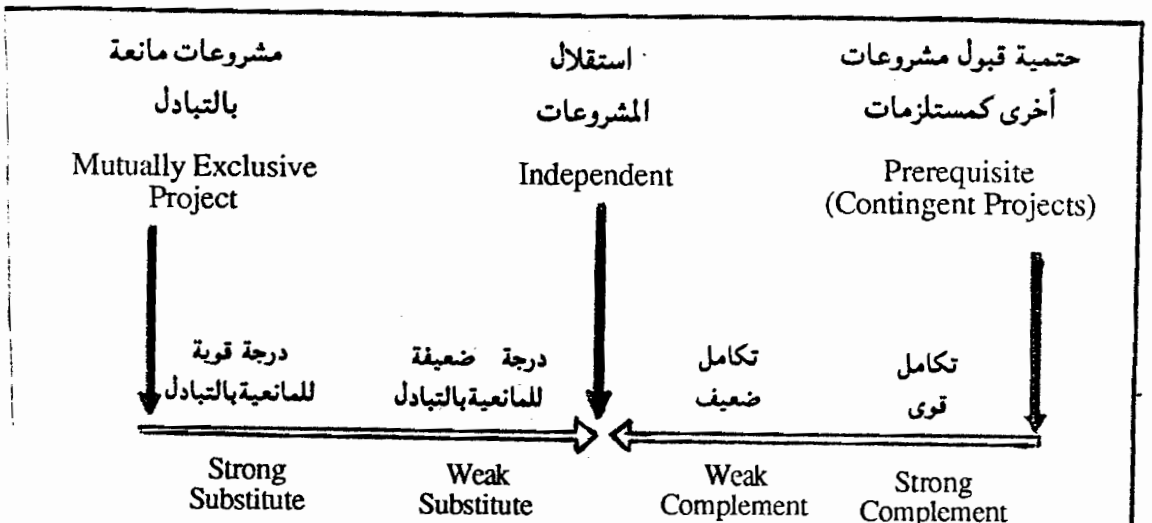 مشروعات مانعة
بالتبادل
Mutually Exclusive
Project
استقلال
المشروعات
Independent
حتمية قبول مشروعات
أخرى كمستلزمات
Prerequisite
(Contingent Projects)
درجة قوية
للمانعية بالتبادل
درجة ضعيفة
للمانعية بالتبادل
تكامل
ضعيف
تكامل
قوى
Strong
Substitute
Weak
Substitute
Weak
Complement
Strong
Complement